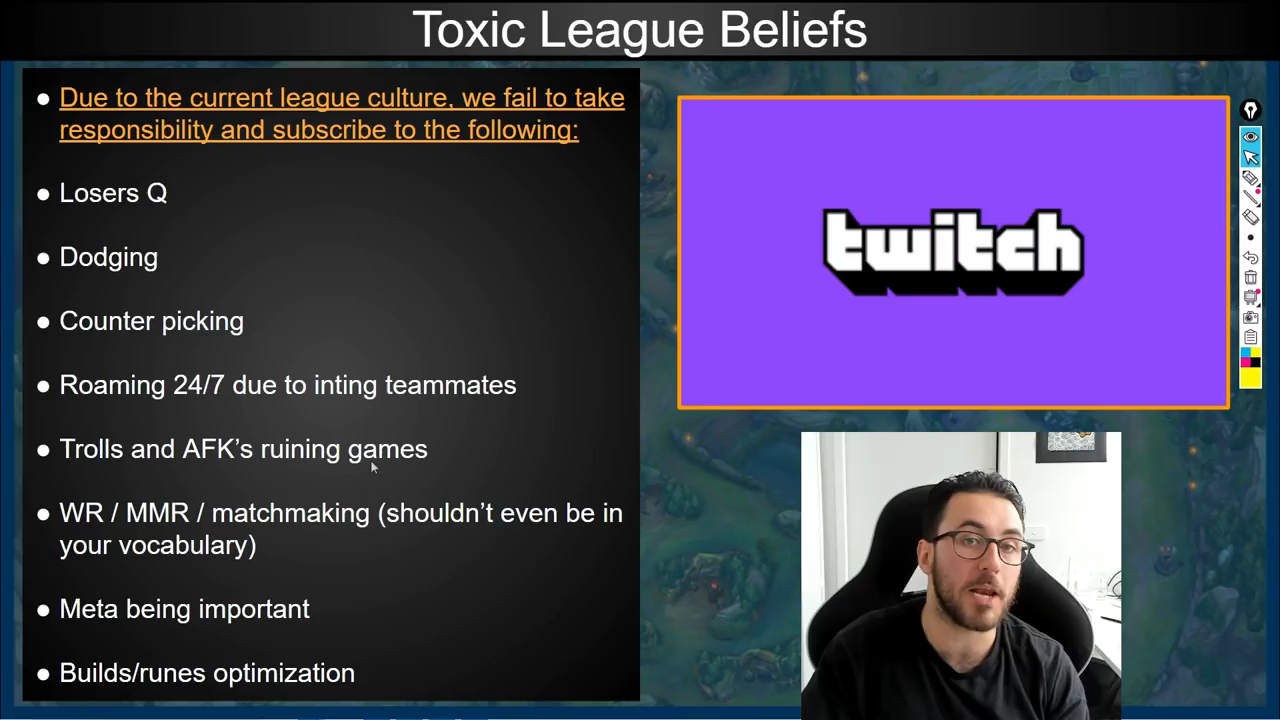 Toxic League Beliefs
● Due to the current league culture, we fail to take
responsibility and subscribe to the following:
● Losers Q
● Dodging
● Counter picking
● Roaming 24/7 due to inting teammates
● Trolls and AFK’s ruining games
● WR / MMR / matchmaking (shouldn’t even be in
your vocabulary)
● Meta being important
● Builds/runes optimization
twitch